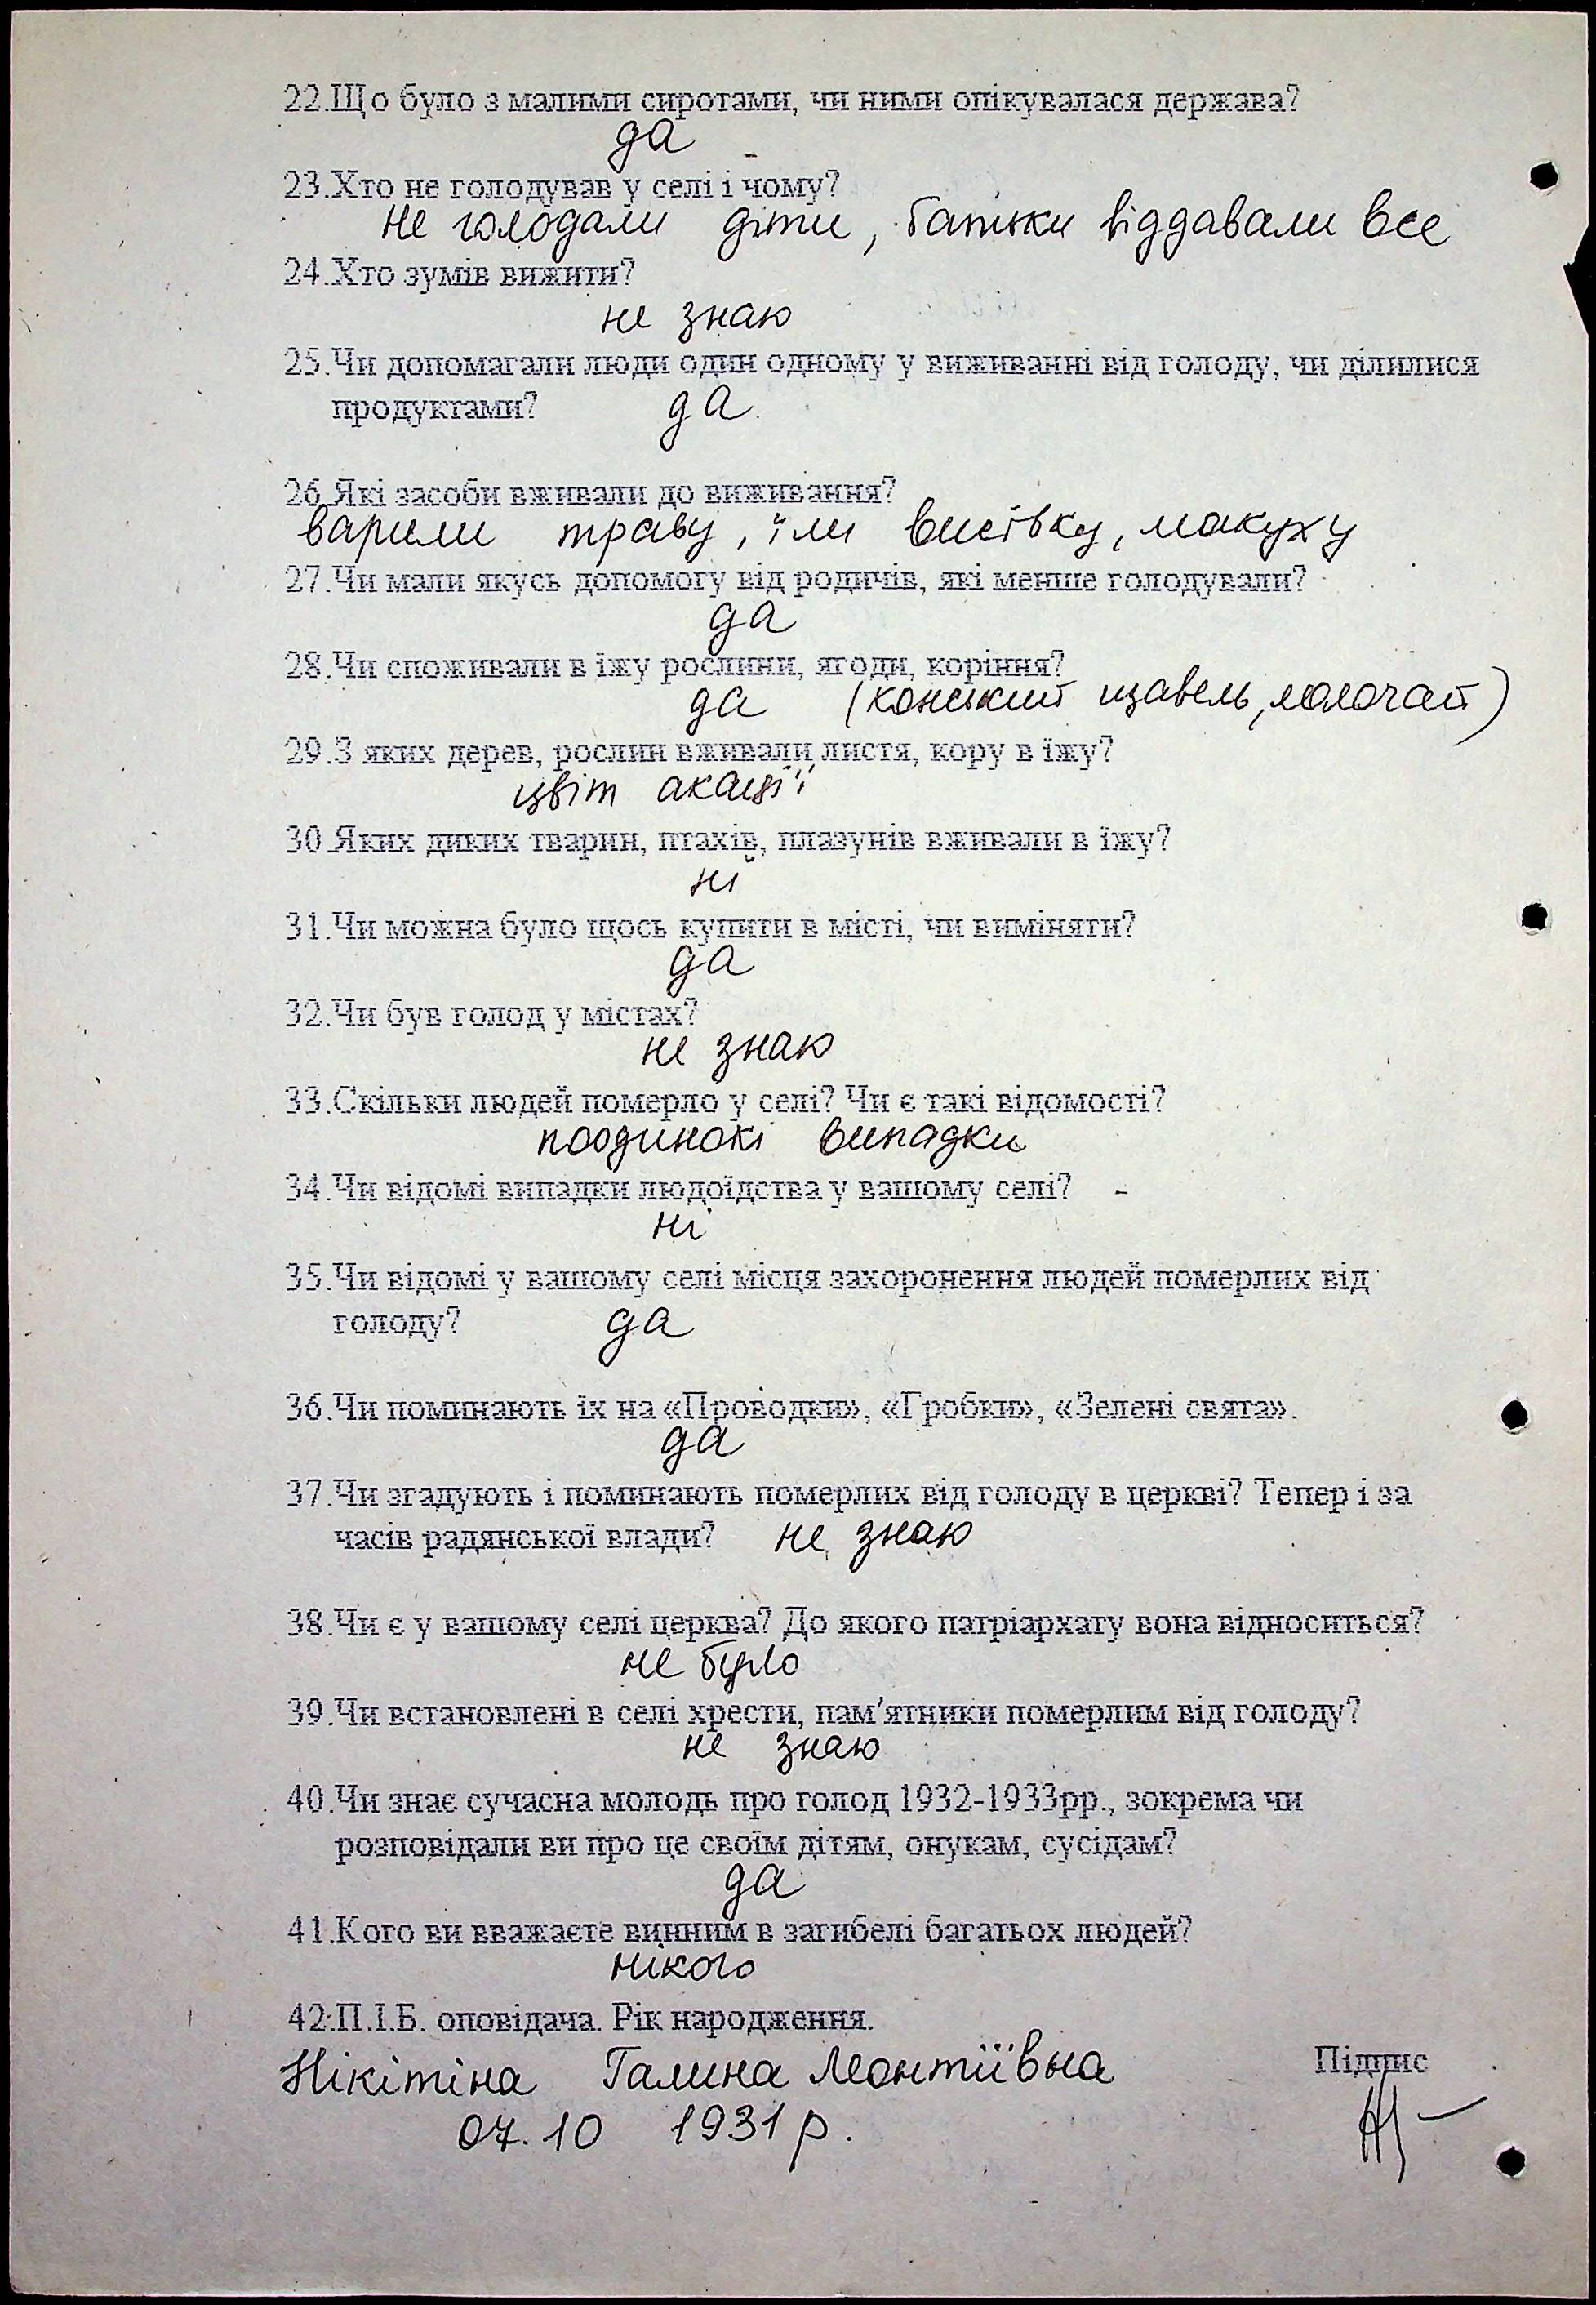 22.Що було з малими сиротами, чи ними опікувалася держава?
да
23.Хто не голодував у селі і чому?
не голодали діти, батьки віддавали все
24.Хто зумів вижити?
не знаю
25.Чи допомагали люди один одному у виживанні від голоду, чи ділилися
продуктами? да.
26.Які засоби вживали до виживання?
варили траву, їли висівку, макуху
27.Чи мали якусь допомогу від родичів, які менше голодували?
да
28.Чи споживали в їжу рослини, ягоди, коріння?
да (конский щавель, молочай)
29.З яких дерев, рослин вживали листя, кору в їжу?
цвіт акації
30.Яких диких тварин, птахів, плазунів вживали в їжу?
ні
31.Чи можна було щось купити в місті, чи виміняти?
да
32.Чи був голод у містах?
не знаю
33.Скільки людей померло у селі? Чи є такі відомості?
поодинокі випадки
34.Чи відомі випадки людоїдства у вашому селі? -
ні
35.Чи відомі у вашому селі місця захоронення людей померлих від
голоду? да
36.Чи поминають їх на «Проводки», «Гробки», «Зелені свята».
да
37.Чи згадують і поминають померлих від голоду в церкві? Тепер і за
часів радянської влади? не знаю
38.Чи є у вашому селі церква? До якого патріархату вона відноситься?
не було
39.Чи встановлені в селі хрести, пам'ятники померлим від голоду?
не знаю
40.Чи знає сучасна молодь про голод 1932-1933рр., зокрема чи
розповідали ви про це своїм дітям, онукам, сусідам?
да
41.Кого ви вважаєте винним в загибелі багатьох людей?
нікого
42.П.І.Б. оповідача. Рік народження.
Нікітіна Галина Леонтіївна Підпис
07.10 1931 р.